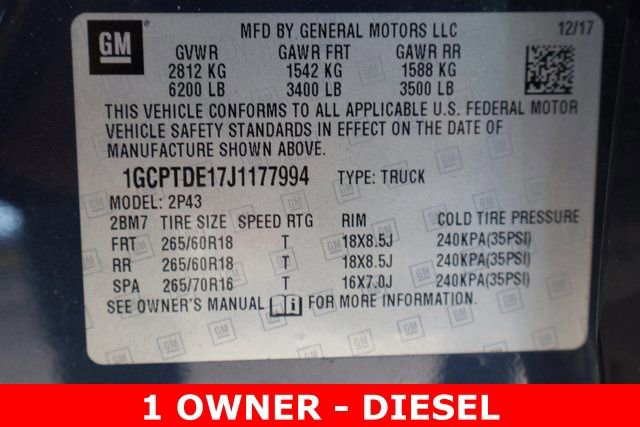 GM
MFD BY GENERAL MOTORS LLC 12/17
GVWR GAWR FRT GAWR RR
2812 KG 1542 KG 1588 KG
6200 LB 3400 LB 3500 LB
THIS VEHICLE CONFORMS TO ALL APPLICABLE U.S. FEDERAL MOTOR
VEHICLE SAFETY STANDARDS IN EFFECT ON THE DATE OF
MANUFACTURE SHOWN ABOVE.
1GCPTDE17J1177994 TYPE: TRUCK
MODEL: 2P43
2BM7 TIRE SIZE SPEED RTG RIM COLD TIRE PRESSURE
FRT 265/60R18 T 18X8.5J 240KPA(35PSI)
RR 265/60R18 T 18X8.5J 240KPA(35PSI)
SPA 265/70R16 T 16X7.0J 240KPA(35PSI)
SEE OWNER'S MANUAL i FOR MORE INFORMATION.
1 OWNER - DIESEL